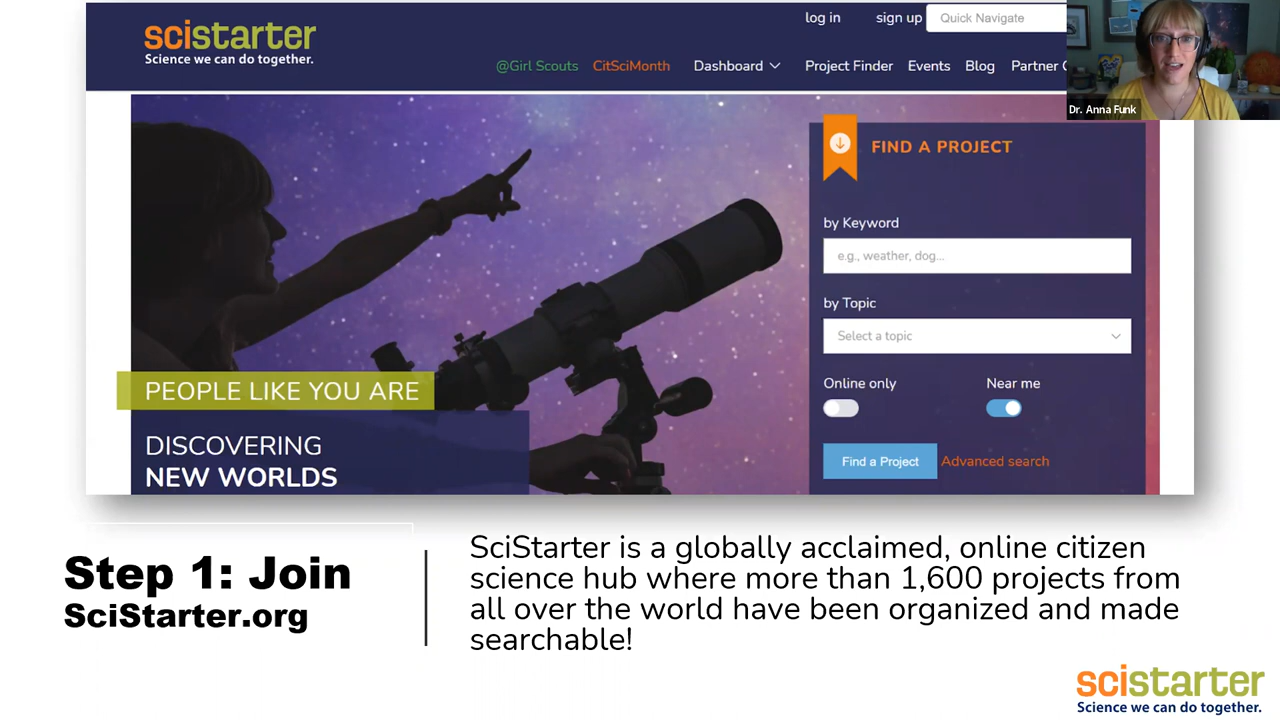 scistarter
Science we can do together.
log in
sign up
Quick Navigate
@Girl Scouts
CitSciMonth
Dashboard
Project Finder
Events
Blog
Partner
Dr. Anna Funk
FIND A PROJECT
by Keyword
e.g., weather, dog...
by Topic
Select a topic
Online only
Near me
Find a Project
Advanced search
PEOPLE LIKE YOU ARE
DISCOVERING
NEW WORLDS
Step 1: Join
SciStarter.org
SciStarter is a globally acclaimed, online citizen
science hub where more than 1,600 projects from
all over the world have been organized and made
searchable!
scistarter
Science we can do together.